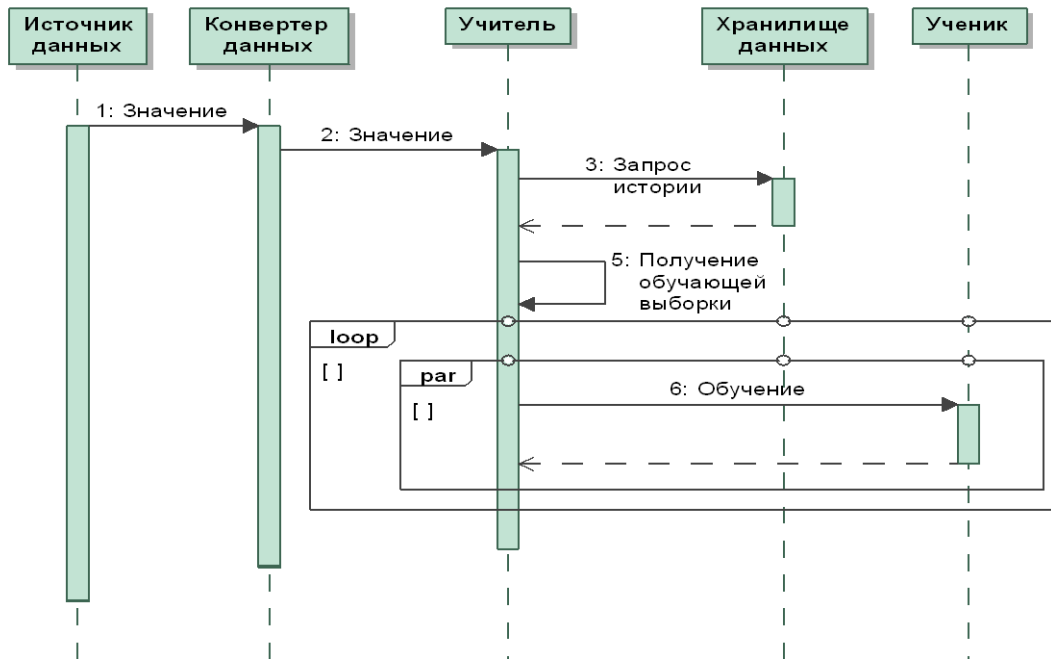 Источник
данных
Конвертер
данных
Учитель
Хранилище
данных
Ученик
1: Значение
2: Значение
3: Запрос
истории
5: Получение
обучающей
выборки
loop
[ ]
par
[ ]
6: Обучение